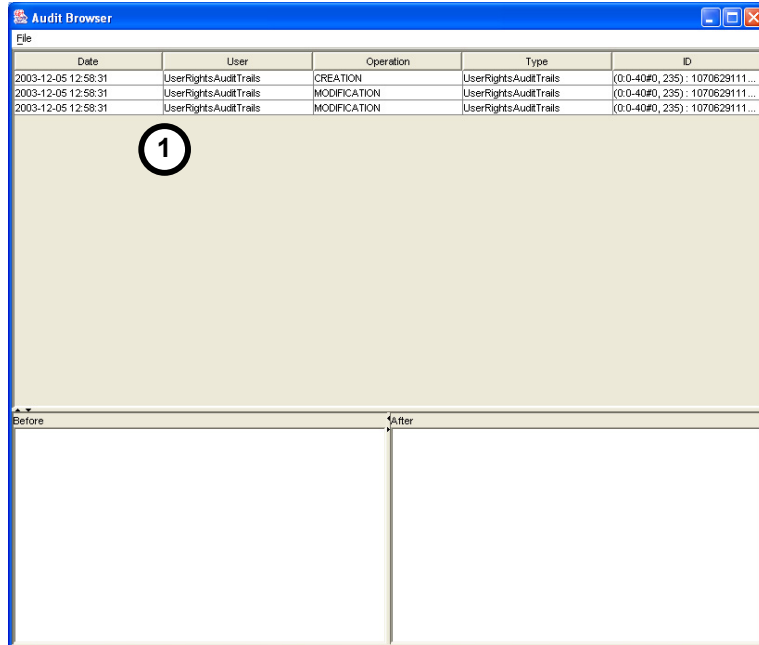 Audit Browser
File
Date User Operation Type ID
2003-12-05 12:58:31 UserRightsAuditTrails CREATION UserRightsAuditTrails (0:0-40#0, 235) : 1070629111...
2003-12-05 12:58:31 UserRightsAuditTrails MODIFICATION UserRightsAuditTrails (0:0-40#0, 235) : 1070629111...
2003-12-05 12:58:31 UserRightsAuditTrails MODIFICATION UserRightsAuditTrails (0:0-40#0, 235) : 1070629111...
1
Before After